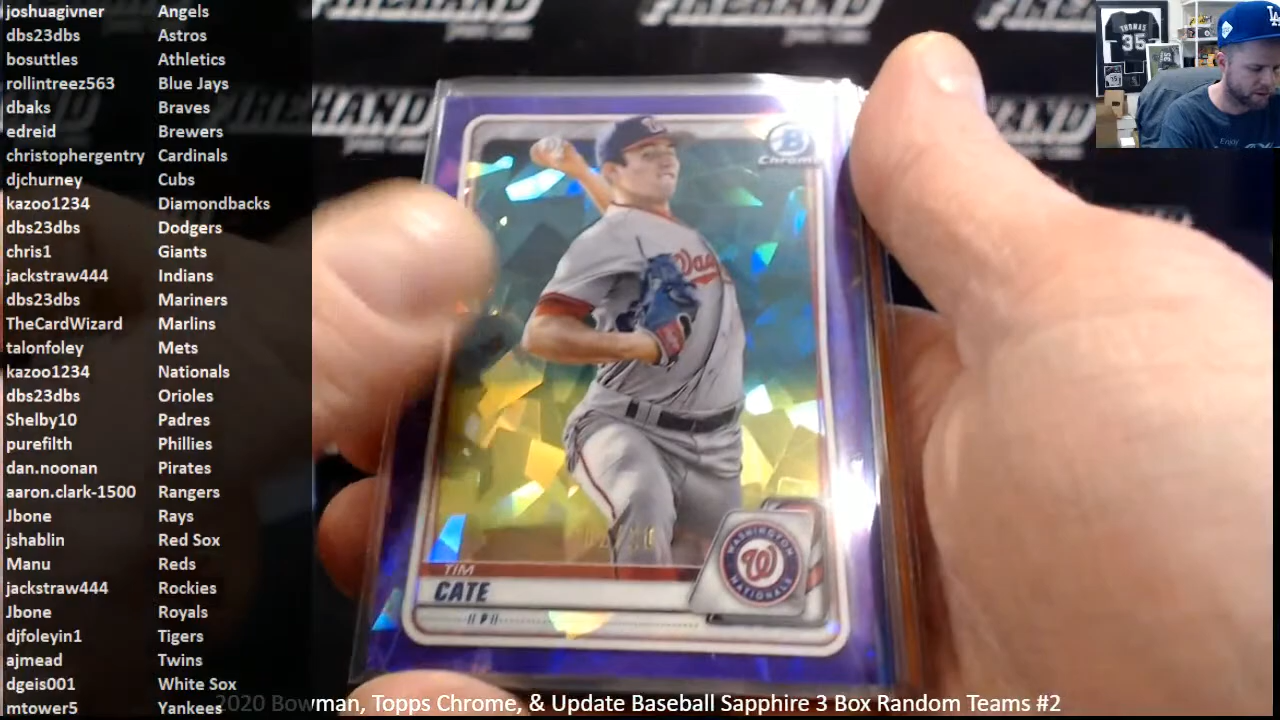 joshuagivner Angels
dbs23dbs Astros
bosuttles Athletics
rollintreez563 Blue Jays
dbaks Braves
edreid Brewers
christophergentry Cardinals
djchurney Cubs
kazoo1234 Diamondbacks
dbs23dbs Dodgers
chris1 Giants
jackstraw444 Indians
dbs23dbs Mariners
TheCardWizard Marlins
talonfoley Mets
kazoo1234 Nationals
dbs23dbs Orioles
Shelby10 Padres
purefilth Phillies
dan.noonan Pirates
aaron.clark-1500 Rangers
Jbone Rays
jshablin Red Sox
Manu Reds
jackstraw444 Rockies
Jbone Royals
djfoleyin1 Tigers
ajmead Twins
dgeis001 White Sox
mtower5 Yankees
FIREHAND
THOMAS
35
B
Chrome
TIM
CATE
P
WASHINGTON
W
NATIONALS
2020 Bowman, Topps Chrome, & Update Baseball Sapphire 3 Box Random Teams #2